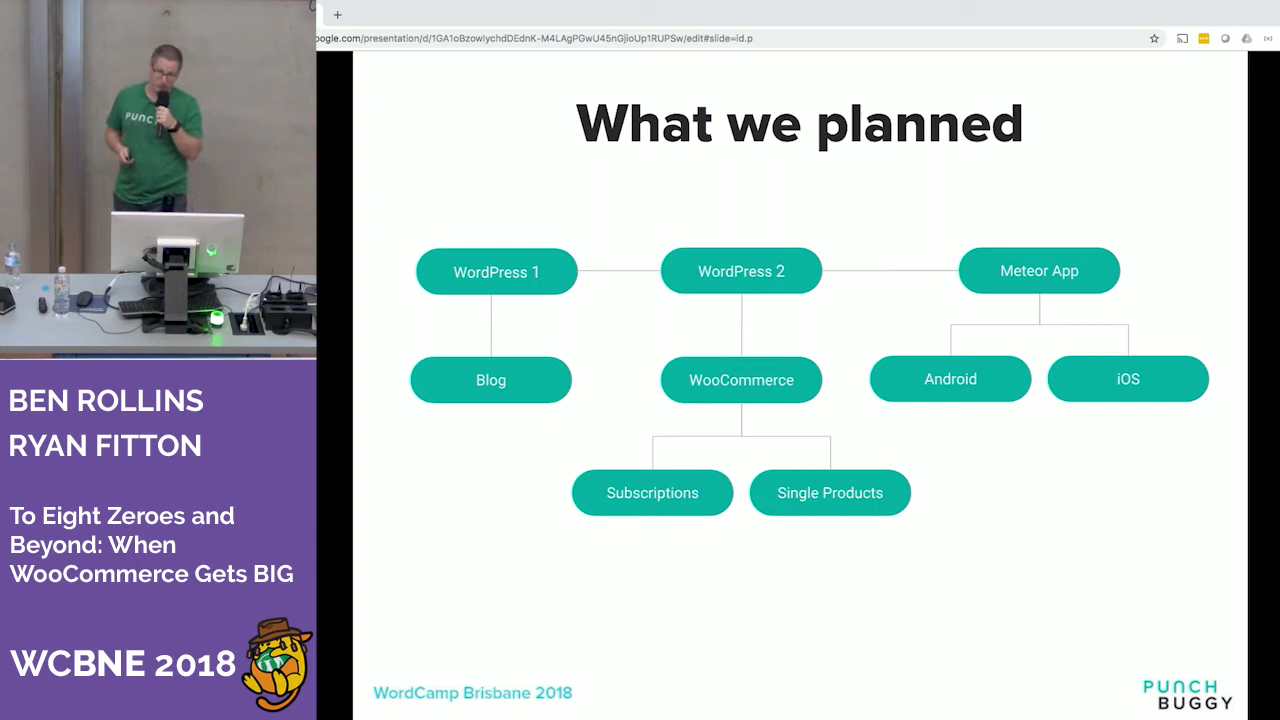 oogle.com/presentation/d/1GA1oBzowlychdDEdnK-M4LAgPGwU45nGjioUp1RUPSw/edit#slide=id.p
PUNCH
What we planned
WordPress 1
WordPress 2
Meteor App
Blog
WooCommerce
Android
iOS
Subscriptions
Single Products
BEN ROLLINS
RYAN FITTON
To Eight Zeroes and
Beyond: When
WooCommerce Gets BIG
WCBNE 2018
WordCamp Brisbane 2018
PUNCH
BUGGY